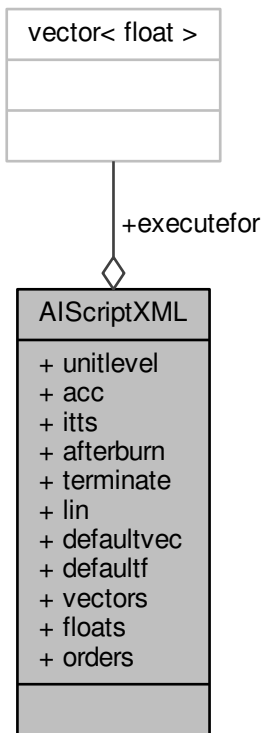 vector< float >
+executefor
AIScriptXML
+ unitlevel
+ acc
+ itts
+ afterburn
+ terminate
+ lin
+ defaultvec
+ defaultf
+ vectors
+ floats
+ orders